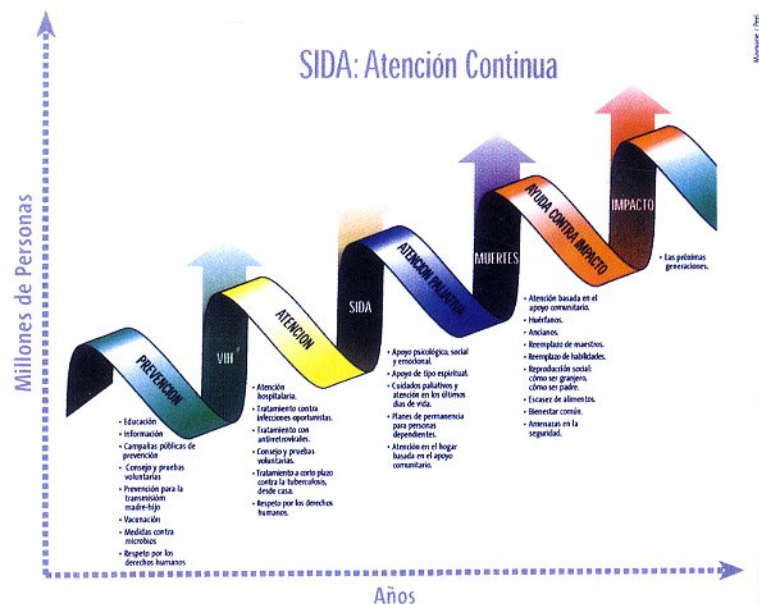 SIDA: Atención Continua
Millones de Personas
PREVENCION
VIH
ATENCION
SIDA
ATENCION PALIATIVA
MUERTES
AYUDA CONTRA IMPACTO
IMPACTO
• Educación
• Información
• Campañas públicas de
prevención
• Consejo y pruebas
voluntarias
• Prevención para la
transmisión
madre-hijo
• Vacunación
• Medidas contra
microbios
• Respeto por los
derechos humanos
• Atención
hospitalaria.
• Tratamiento contra
infecciones oportunistas.
• Tratamiento con
antirretrovirales.
• Consejo y pruebas
voluntarias.
• Tratamiento a corto plazo
contra la tuberculosis,
desde casa.
• Respeto por los derechos
humanos.
• Apoyo psicológico, social
y emocional.
• Apoyo de tipo espiritual.
• Cuidados paliativos y
atención en los últimos
días de vida.
• Planes de permanencia
para personas
dependientes.
• Atención en el hogar
basada en el apoyo
comunitario.
• Atención basada en el
apoyo comunitario.
• Huérfanos.
• Ancianos.
• Reemplazo de maestros.
• Reemplazo de habilidades.
• Reproducción social:
cómo ser granjero,
cómo ser padre.
• Escasez de alimentos.
• Bienestar común.
• Amenazas en la
seguridad.
• Las próximas
generaciones.
Años